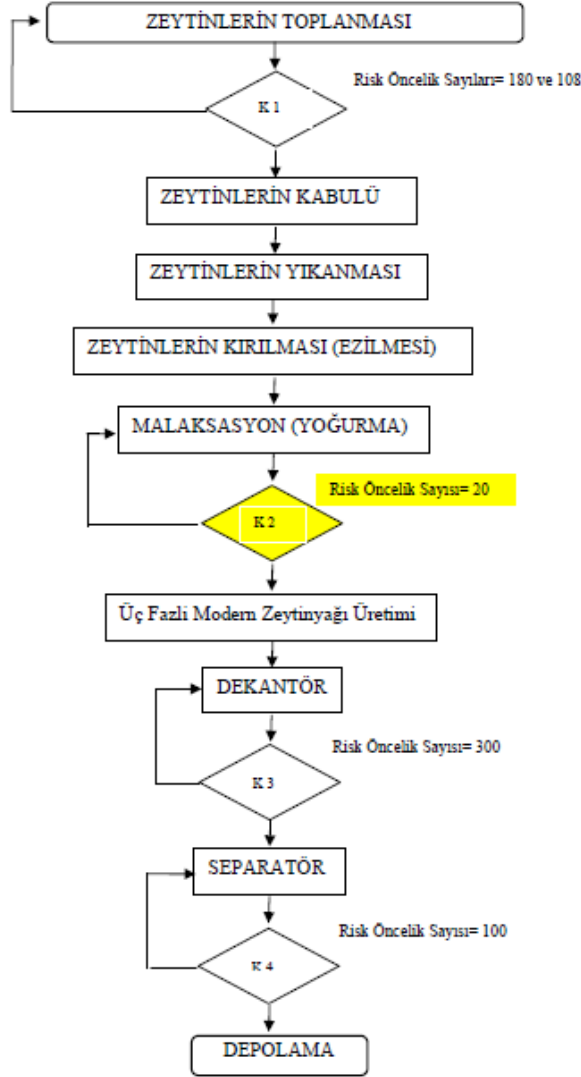 ZEYTİNLERİN TOPLANMASI
Risk Öncelik Sayıları= 180 ve 108
K 1
ZEYTİNLERİN KABULÜ
ZEYTİNLERİN YIKANMASI
ZEYTİNLERİN KIRILMASI (EZİLMESİ)
MALAKSASYON (YOĞURMA)
Risk Öncelik Sayısı= 20
K 2
Üç Fazli Modern Zeytinyağı Üretimi
DEKANTÖR
Risk Öncelik Sayısı= 300
K 3
SEPARATÖR
Risk Öncelik Sayısı= 100
K 4
DEPOLAMA